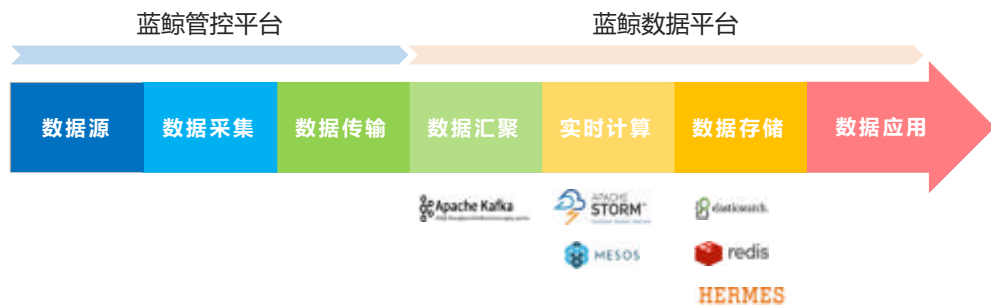 蓝鲸管控平台
蓝鲸数据平台
数据源
数据采集
数据传输
数据汇聚
实时计算
数据存储
数据应用
Apache Kafka
APACHE
STORM
elasticsearch.
MESOS
redis
HERMES